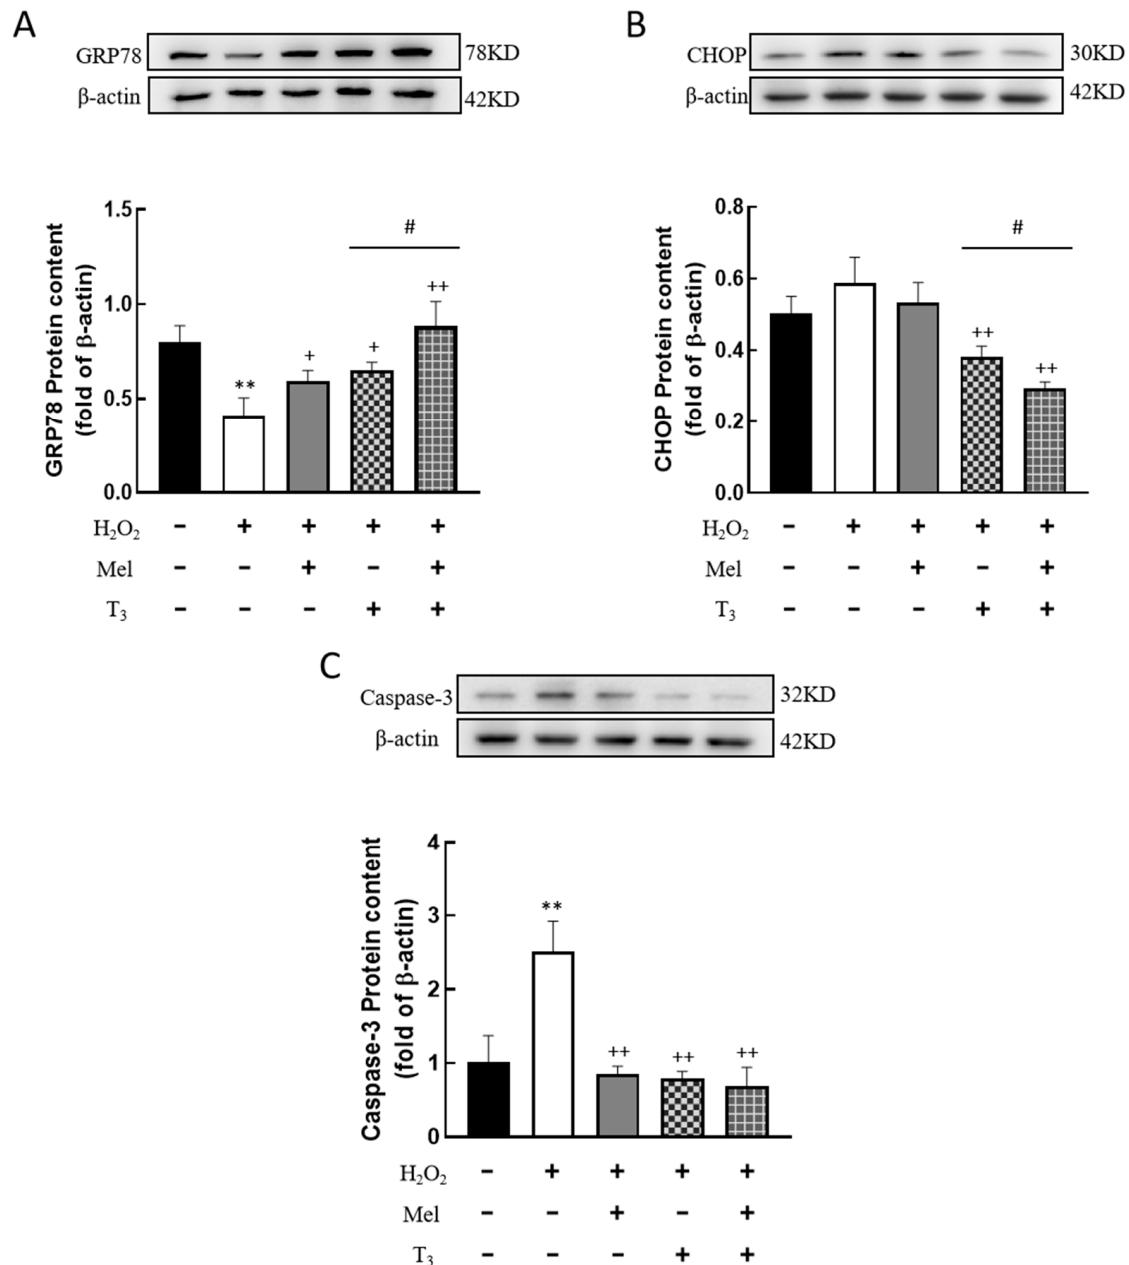 A
GRP78 78KD
β-actin 42KD
GRP78 Protein content
(fold of β-actin)
1.5
1.0
0.5
0.0
#
** + + ++
H₂O₂ − + + + +
Mel − − + − +
T₃ − − − + +
B
CHOP 30KD
β-actin 42KD
CHOP Protein content
(fold of β-actin)
0.8
0.6
0.4
0.2
0.0
#
++ ++
H₂O₂ − + + + +
Mel − − + − +
T₃ − − − + +
C
Caspase-3 32KD
β-actin 42KD
Caspase-3 Protein content
(fold of β-actin)
4
3
2
1
0
** ++ ++ ++
H₂O₂ − + + + +
Mel − − + − +
T₃ − − − + +